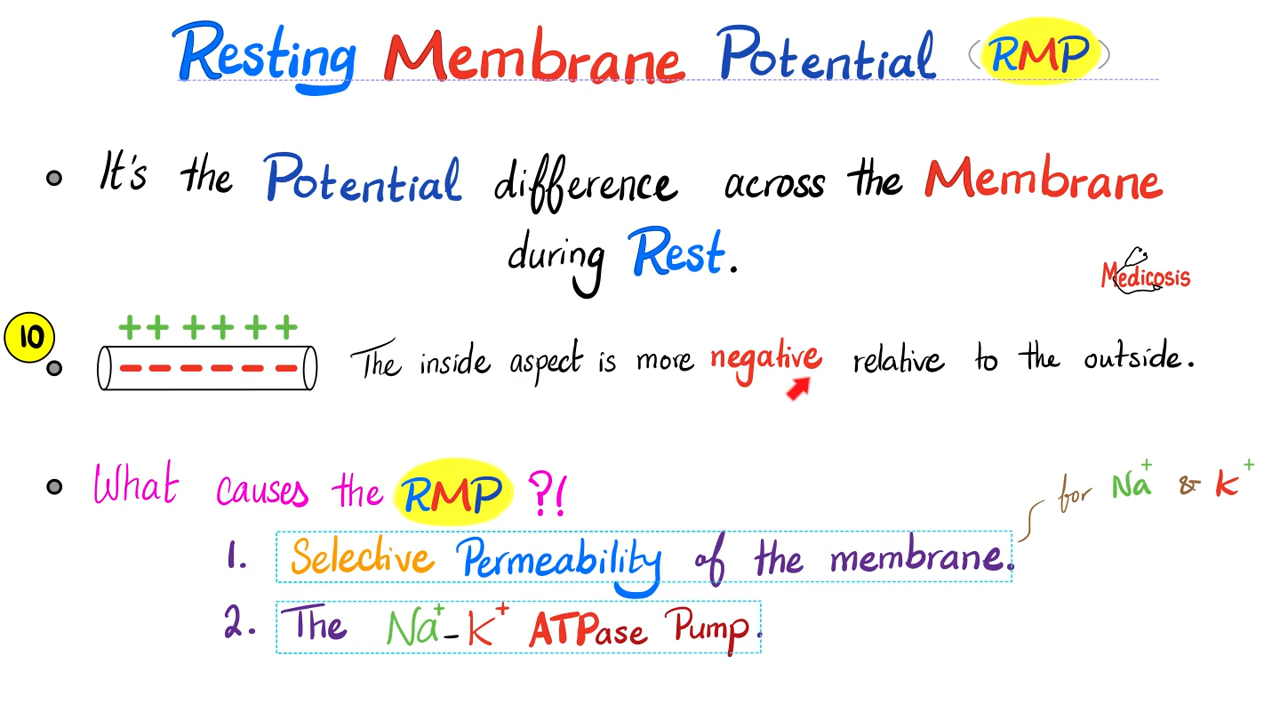 Resting Membrane Potential (RMP)
It's the Potential difference across the Membrane
during Rest.
Medicosis
10
++ ++ ++
The inside aspect is more negative relative to the outside.
What causes the RMP ?!
for Na+ & K+
1. Selective Permeability of the membrane.
2. The Na+-K+ ATPase Pump.